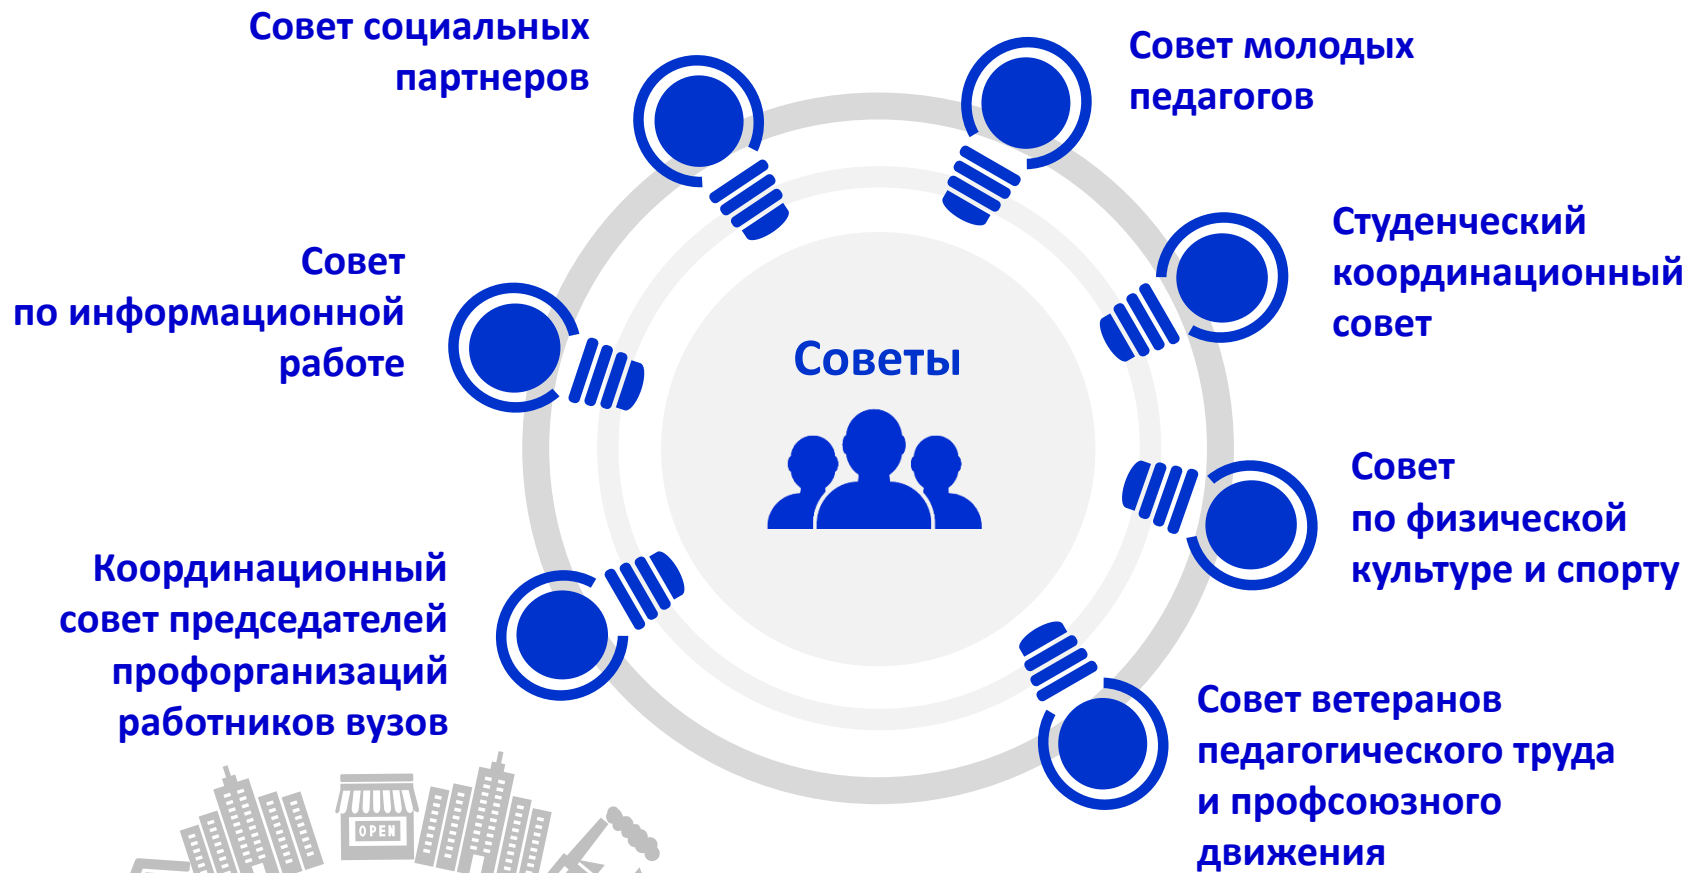 Совет социальных
партнеров
Совет молодых
педагогов
Студенческий
координационный
совет
Совет
по информационной
работе
Советы
Совет
по физической
культуре и спорту
Координационный
совет председателей
профорганизаций
работников вузов
Совет ветеранов
педагогического труда
и профсоюзного
движения
OPEN